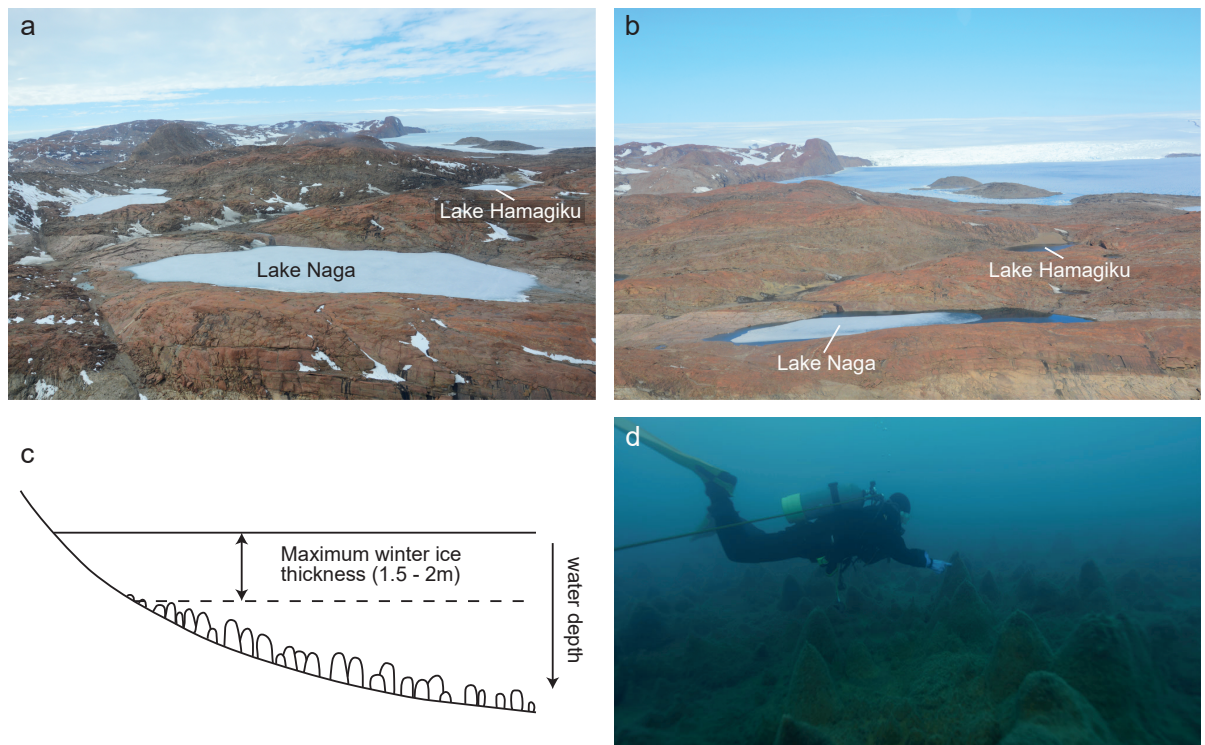 a
Lake Hamagiku
Lake Naga
b
Lake Hamagiku
Lake Naga
c
Maximum winter ice
thickness (1.5 - 2m)
water depth
d